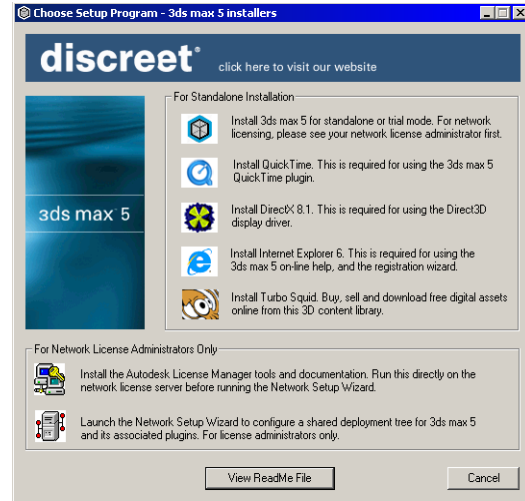 Choose Setup Program - 3ds max 5 installers
discreet®
click here to visit our website
3ds max 5
For Standalone Installation
Install 3ds max 5 for standalone or trial mode. For network
licensing, please see your network license administrator first.
Install QuickTime. This is required for using the 3ds max 5
QuickTime plugin.
Install DirectX 8.1. This is required for using the Direct3D
display driver.
Install Internet Explorer 6. This is required for using the
3ds max 5 on-line help, and the registration wizard.
Install Turbo Squid. Buy, sell and download free digital assets
online from this 3D content library.
For Network License Administrators Only
Install the Autodesk License Manager tools and documentation. Run this directly on the
network license server before running the Network Setup Wizard.
Launch the Network Setup Wizard to configure a shared deployment tree for 3ds max 5
and its associated plugins. For license administrators only.
View ReadMe File
Cancel